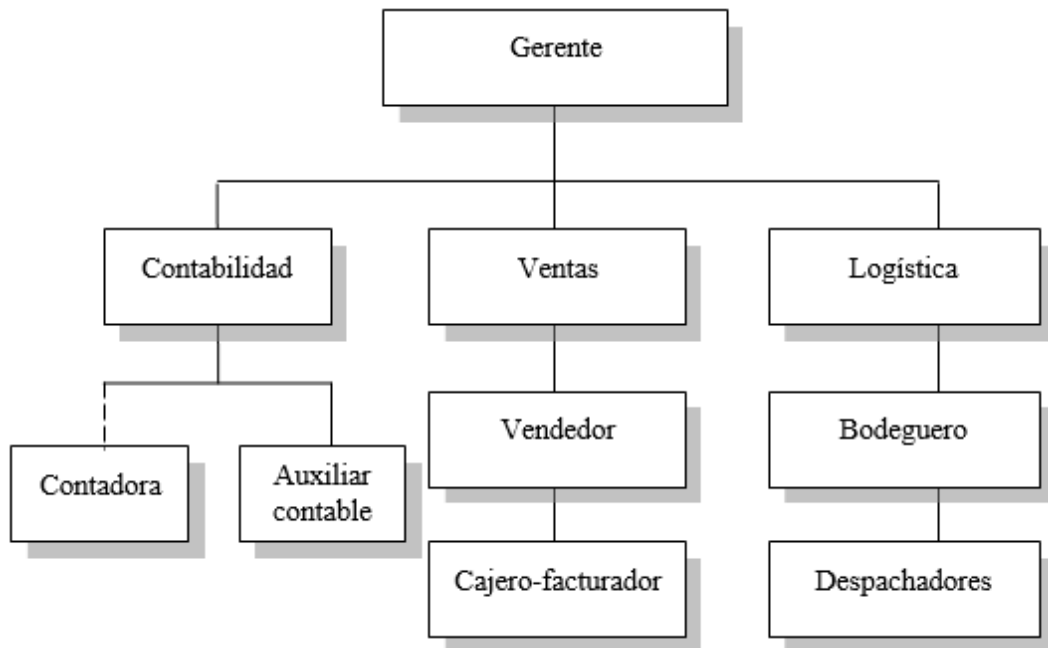 Gerente
Contabilidad
Ventas
Logística
Vendedor
Bodeguero
Contadora
Auxiliar
contable
Cajero-facturador
Despachadores